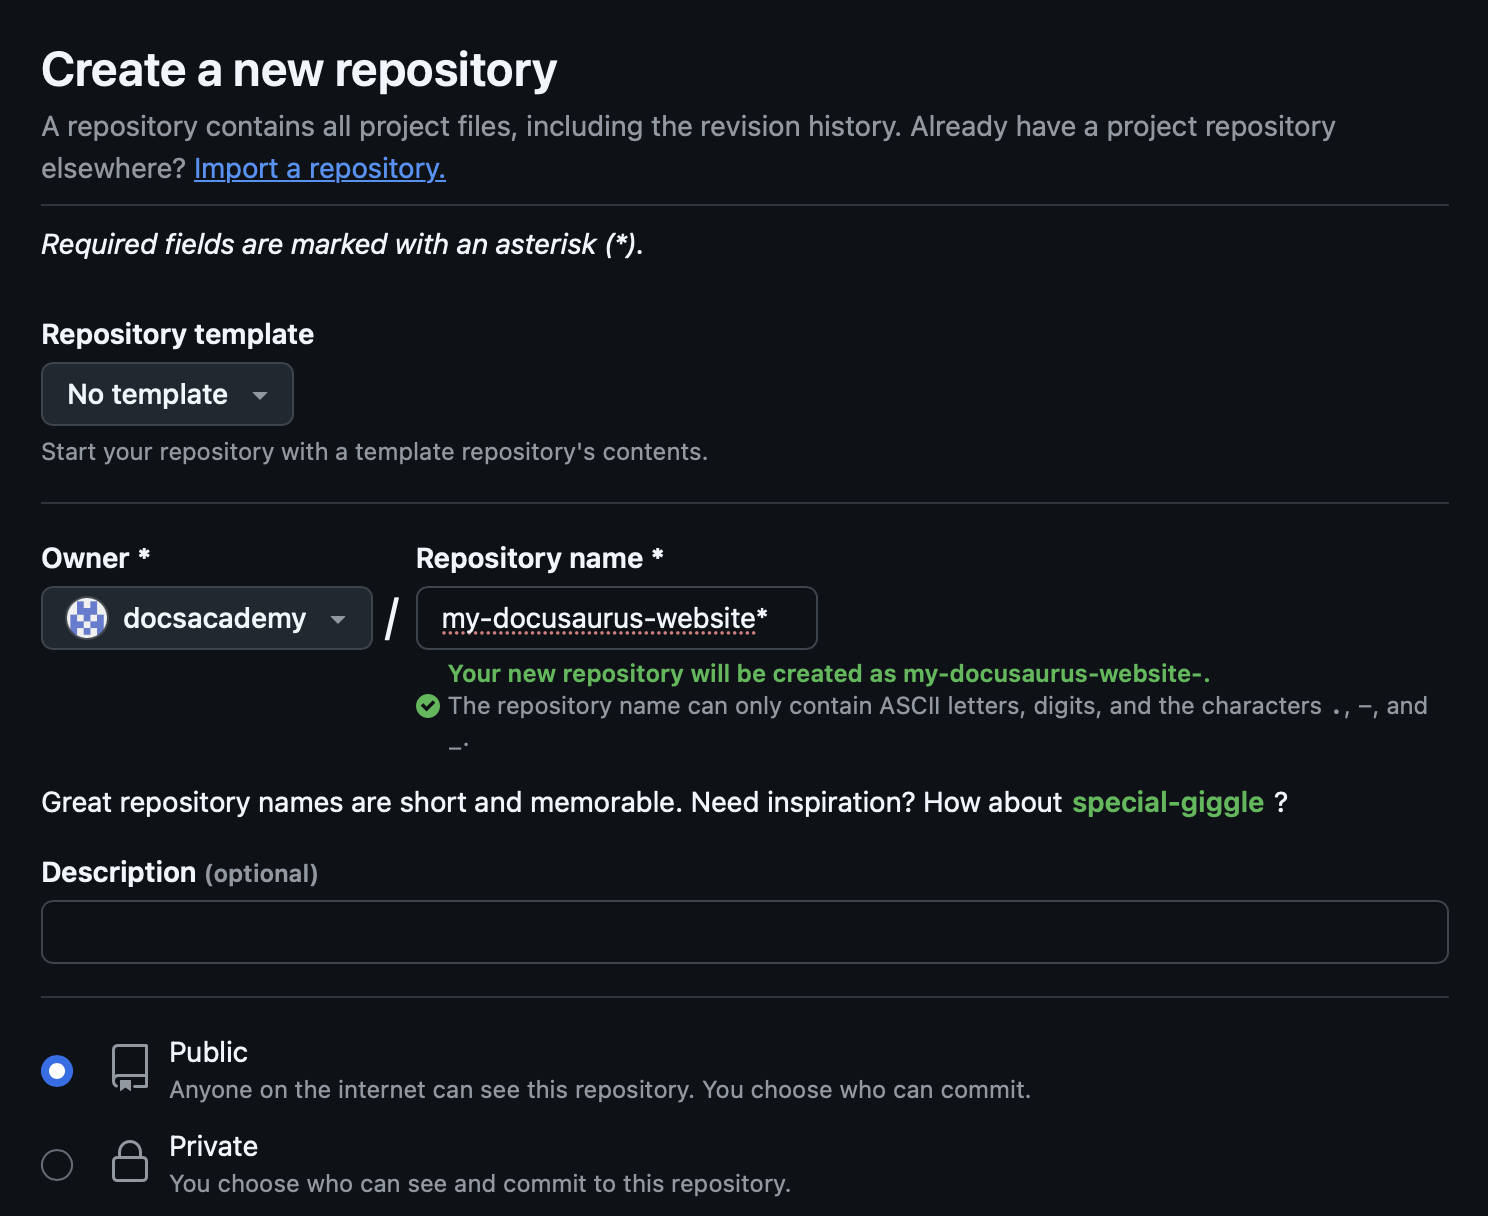 Create a new repository
A repository contains all project files, including the revision history. Already have a project repository
elsewhere? Import a repository.
Required fields are marked with an asterisk (*).
Repository template
No template
Start your repository with a template repository's contents.
Owner *
Repository name *
docsacademy
/
my-docusaurus-website*
Your new repository will be created as my-docusaurus-website-.
The repository name can only contain ASCII letters, digits, and the characters ., –, and
_.
Great repository names are short and memorable. Need inspiration? How about special-giggle ?
Description (optional)
Public
Anyone on the internet can see this repository. You choose who can commit.
Private
You choose who can see and commit to this repository.